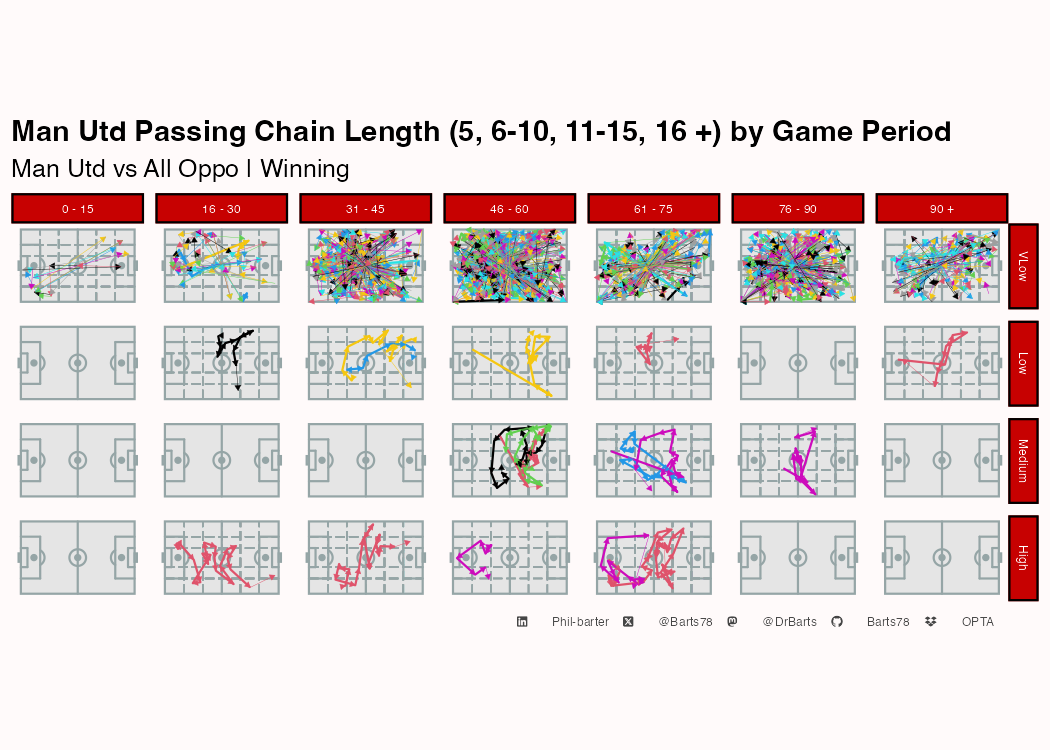 Man Utd Passing Chain Length (5, 6-10, 11-15, 16 +) by Game Period
Man Utd vs All Oppo | Winning
0 - 15 16 - 30 31 - 45 46 - 60 61 - 75 76 - 90 90 +
VLow
Low
Medium
High
Phil-barter @Barts78 @DrBarts Barts78 OPTA